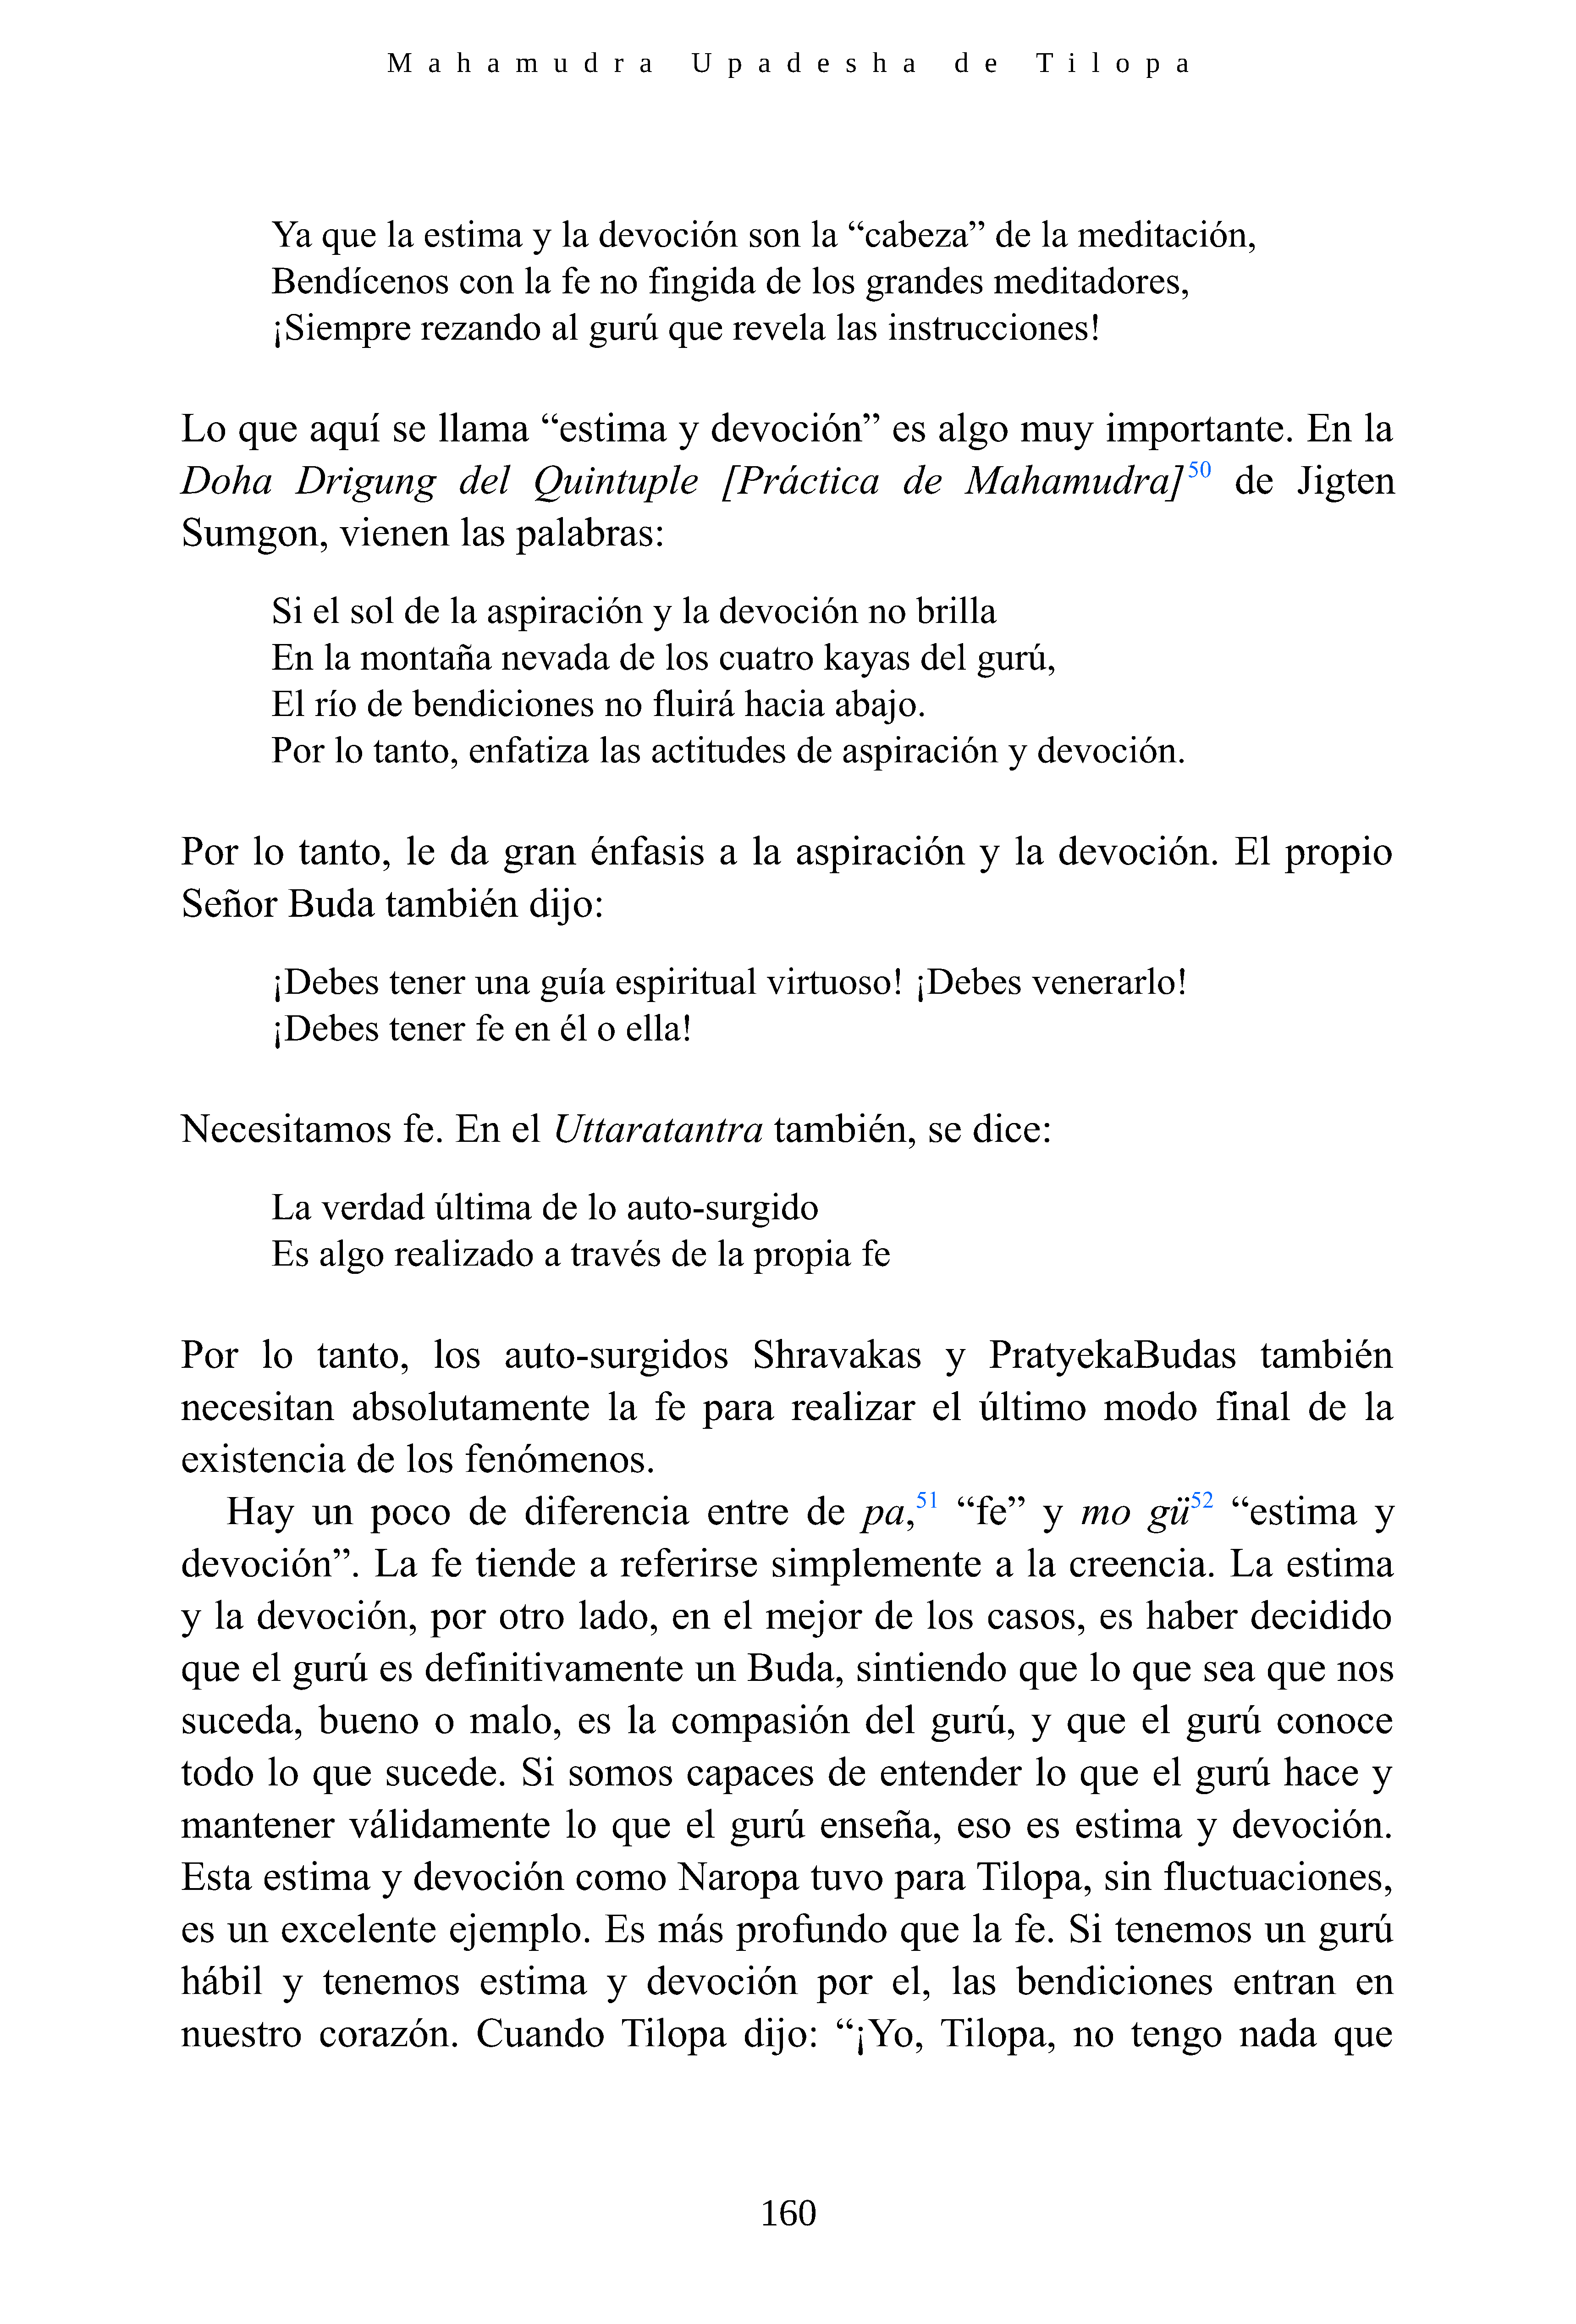 Mahamudra Upadesha de Tilopa
Ya que la estima y la devoción son la “cabeza” de la meditación,
Bendícenos con la fe no fingida de los grandes meditadores,
¡Siempre rezando al gurú que revela las instrucciones!
Lo que aquí se llama “estima y devoción” es algo muy importante. En la
Doha Drigung del Quintuple [Práctica de Mahamudra]50 de Jigten
Sumgon, vienen las palabras:
Si el sol de la aspiración y la devoción no brilla
En la montaña nevada de los cuatro kayas del gurú,
El río de bendiciones no fluirá hacia abajo.
Por lo tanto, enfatiza las actitudes de aspiración y devoción.
Por lo tanto, le da gran énfasis a la aspiración y la devoción. El propio
Señor Buda también dijo:
¡Debes tener una guía espiritual virtuoso! ¡Debes venerarlo!
¡Debes tener fe en él o ella!
Necesitamos fe. En el Uttaratantra también, se dice:
La verdad última de lo auto-surgido
Es algo realizado a través de la propia fe
Por lo tanto, los auto-surgidos Shravakas y PratyekaBudas también
necesitan absolutamente la fe para realizar el último modo final de la
existencia de los fenómenos.
Hay un poco de diferencia entre de pa,51 “fe” y mo gü52 “estima y
devoción”. La fe tiende a referirse simplemente a la creencia. La estima
y la devoción, por otro lado, en el mejor de los casos, es haber decidido
que el gurú es definitivamente un Buda, sintiendo que lo que sea que nos
suceda, bueno o malo, es la compasión del gurú, y que el gurú conoce
todo lo que sucede. Si somos capaces de entender lo que el gurú hace y
mantener válidamente lo que el gurú enseña, eso es estima y devoción.
Esta estima y devoción como Naropa tuvo para Tilopa, sin fluctuaciones,
es un excelente ejemplo. Es más profundo que la fe. Si tenemos un gurú
hábil y tenemos estima y devoción por el, las bendiciones entran en
nuestro corazón. Cuando Tilopa dijo: “¡Yo, Tilopa, no tengo nada que
160